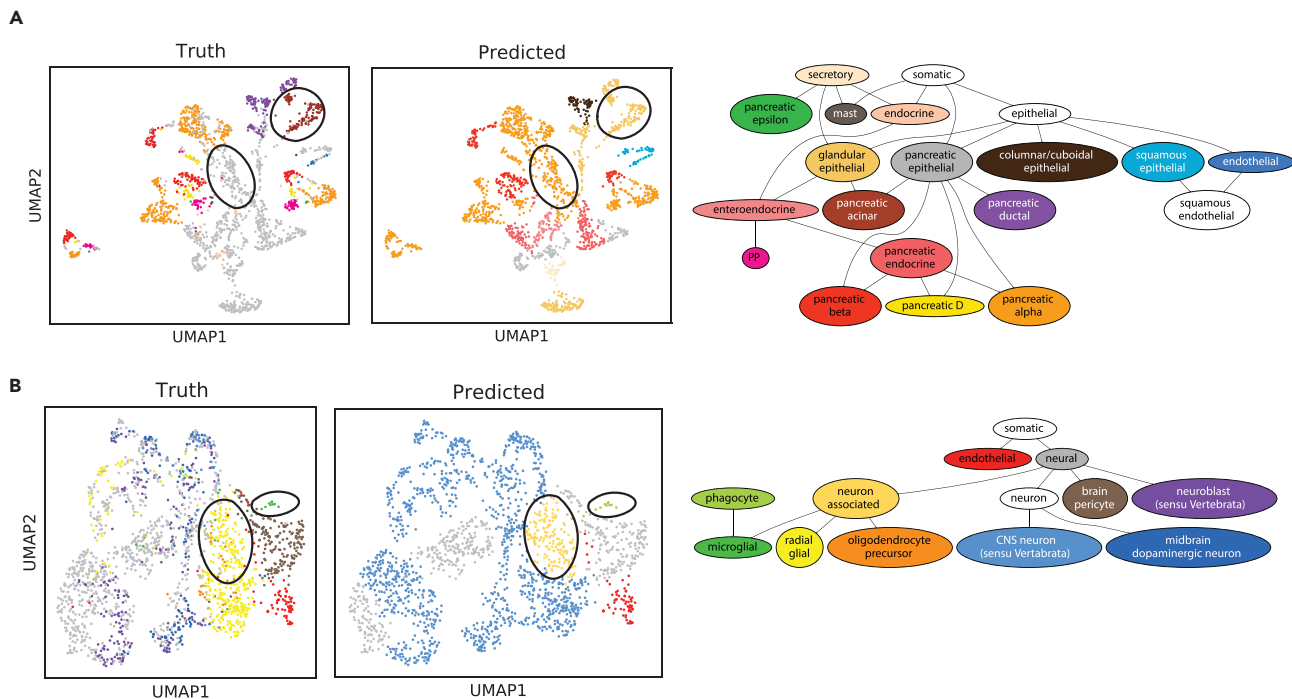 A
Truth
Predicted
UMAP2
UMAP1
UMAP1
secretory
somatic
pancreatic
epsilon
mast
endocrine
epithelial
glandular
epithelial
pancreatic
epithelial
columnar/cuboidal
epithelial
squamous
epithelial
endothelial
enteroendocrine
pancreatic
acinar
pancreatic
ductal
squamous
endothelial
PP
pancreatic
endocrine
pancreatic
beta
pancreatic D
pancreatic
alpha
B
Truth
Predicted
UMAP2
UMAP1
UMAP1
somatic
endothelial
neural
phagocyte
neuron
associated
neuron
brain
pericyte
neuroblast
(sensu Vertebrata)
microglial
radial
glial
oligodendrocyte
precursor
CNS neuron
(sensu Vertabrata)
midbrain
dopaminergic neuron